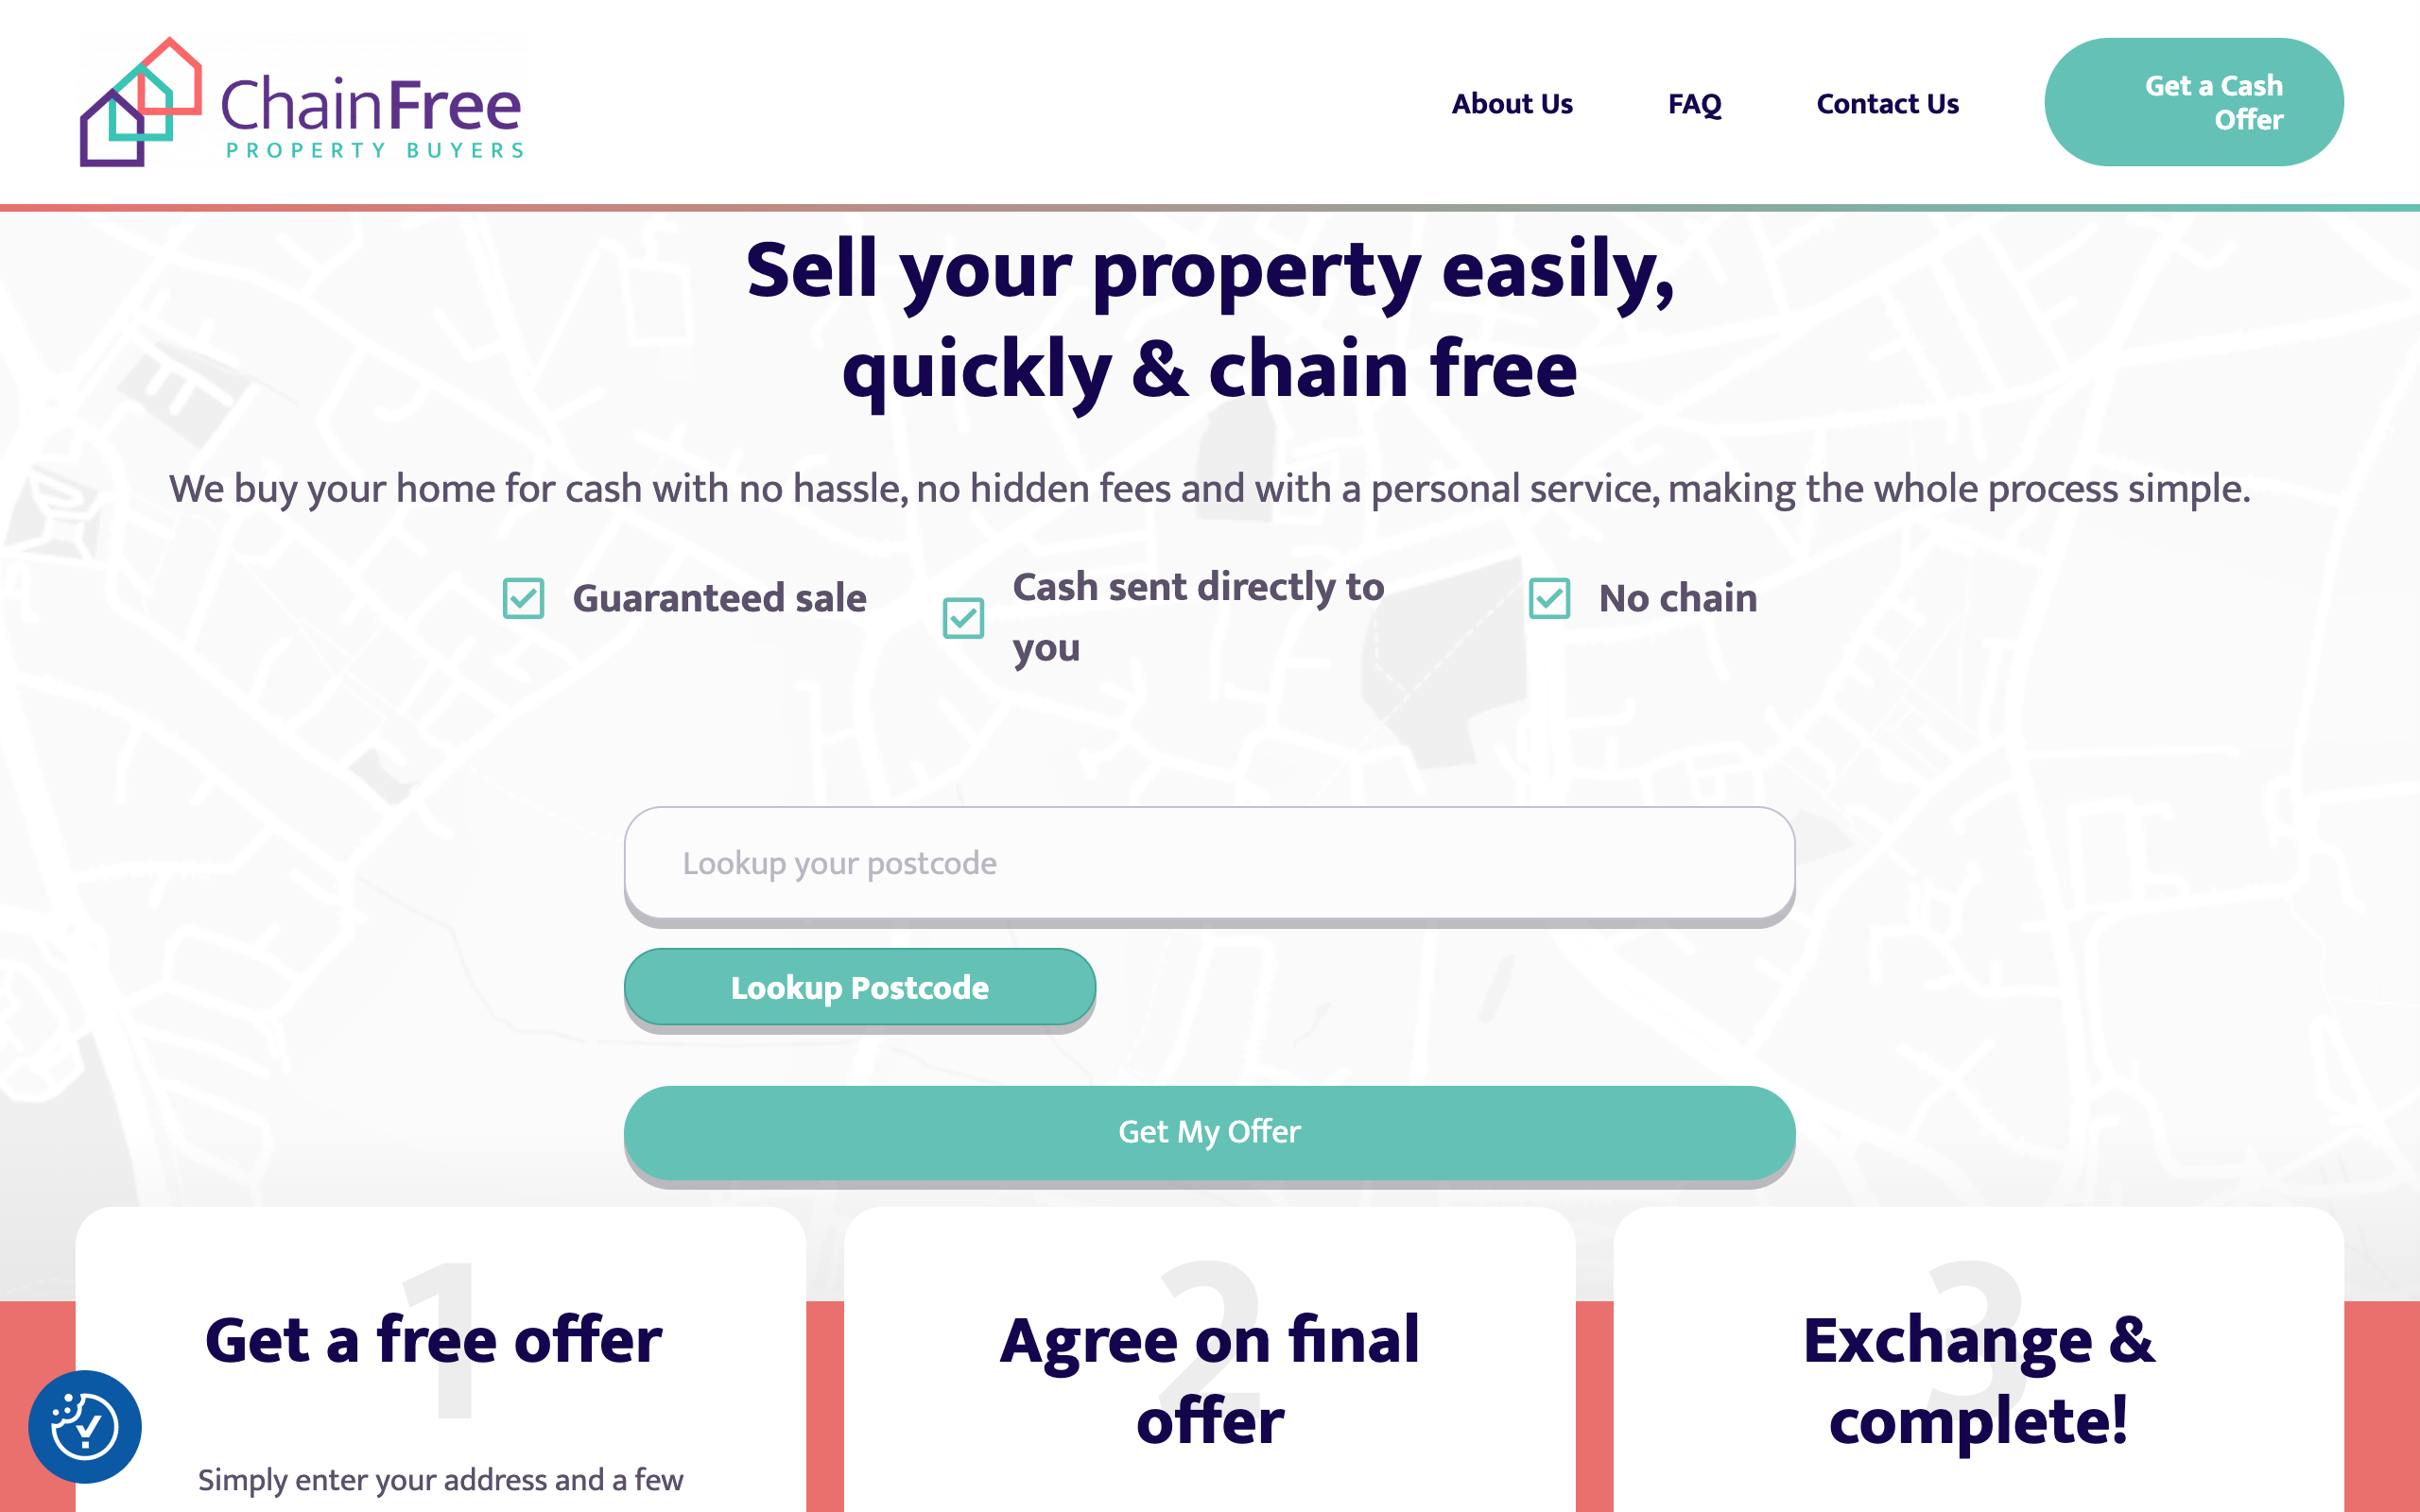 ChainFree
PROPERTY BUYERS
About Us
FAQ
Contact Us
Get a Cash
Offer
Sell your property easily,
quickly & chain free
We buy your home for cash with no hassle, no hidden fees and with a personal service, making the whole process simple.
Guaranteed sale
Cash sent directly to
you
No chain
Lookup your postcode
Lookup Postcode
Get My Offer
1
Get a free offer
Simply enter your address and a few
2
Agree on final
offer
3
Exchange &
complete!